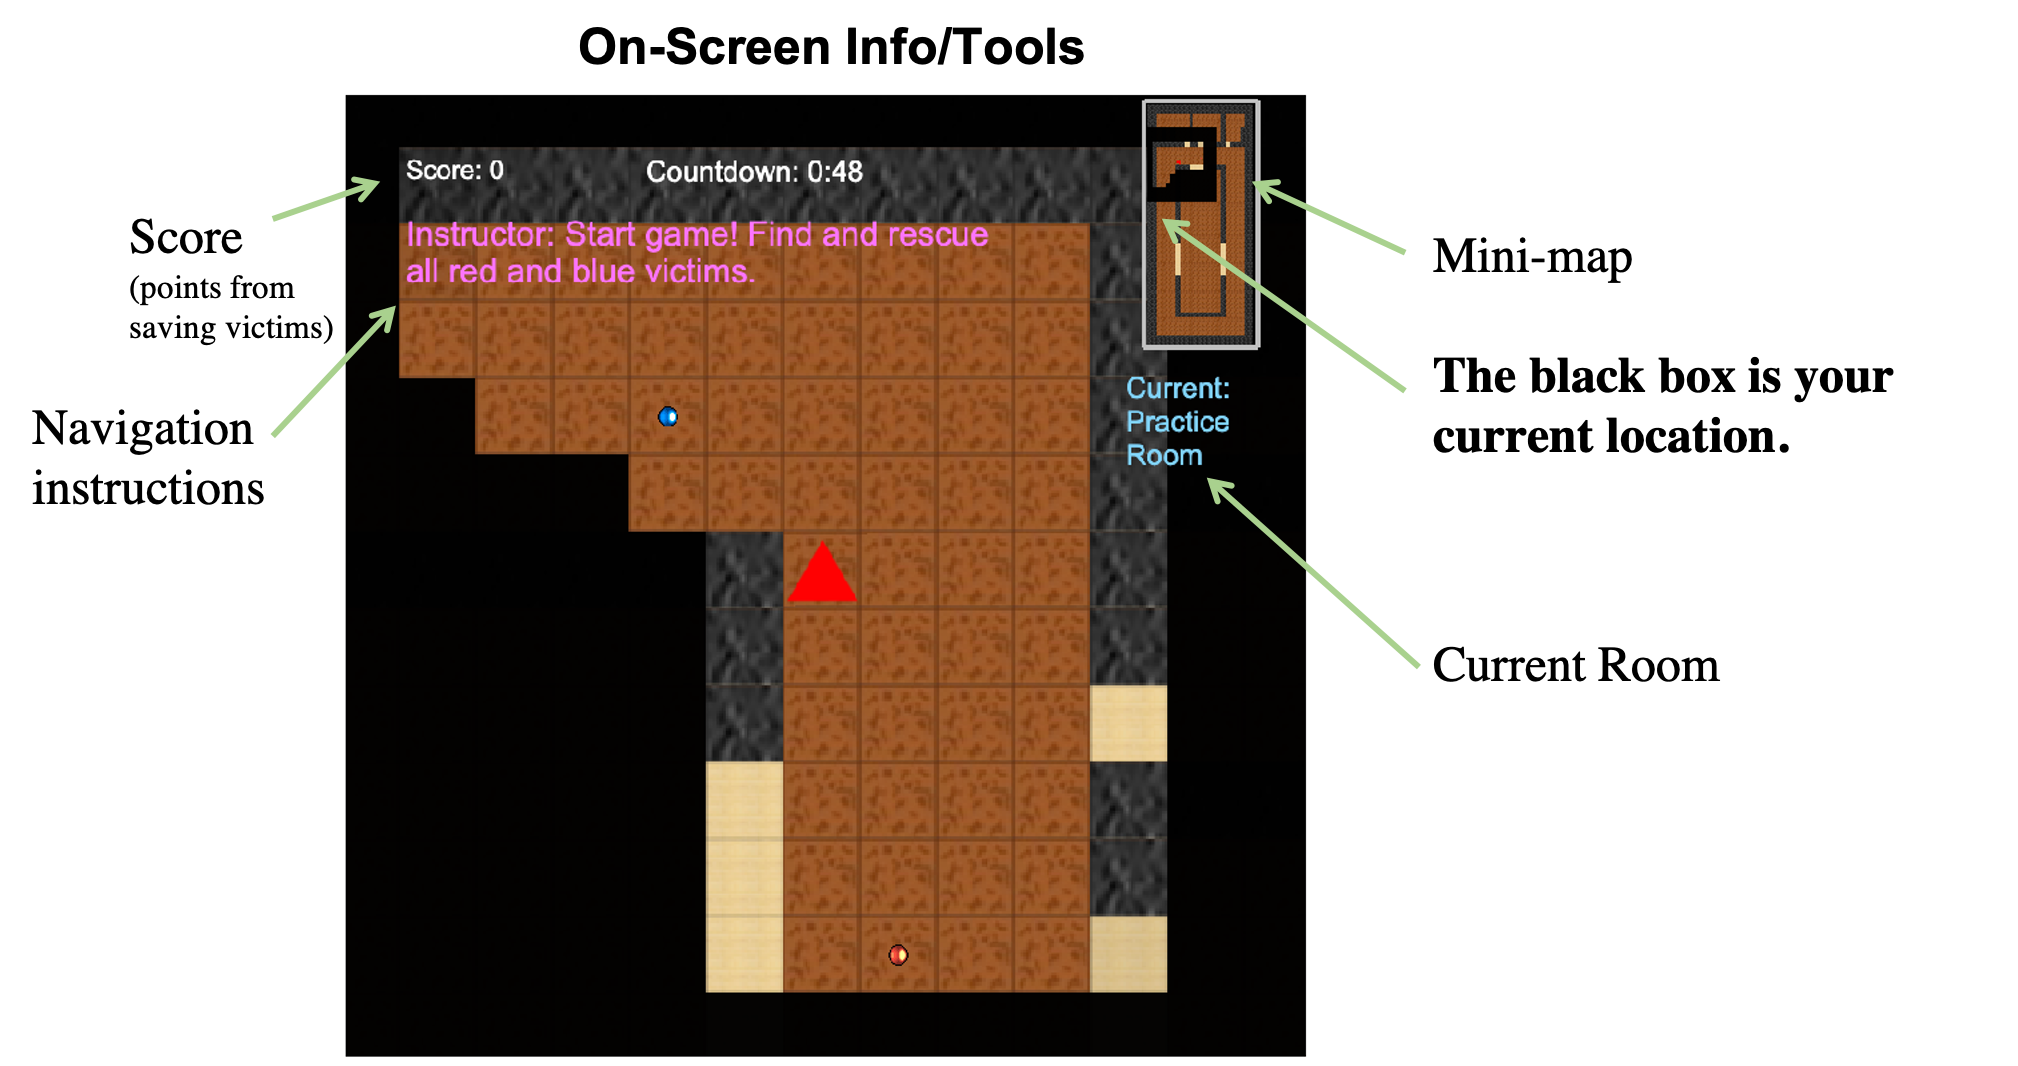 On-Screen Info/Tools
Score: 0
Countdown: 0:48
Instructor: Start game! Find and rescue
all red and blue victims.
Score
(points from
saving victims)
Navigation
instructions
Mini-map
The black box is your
current location.
Current:
Practice
Room
Current Room